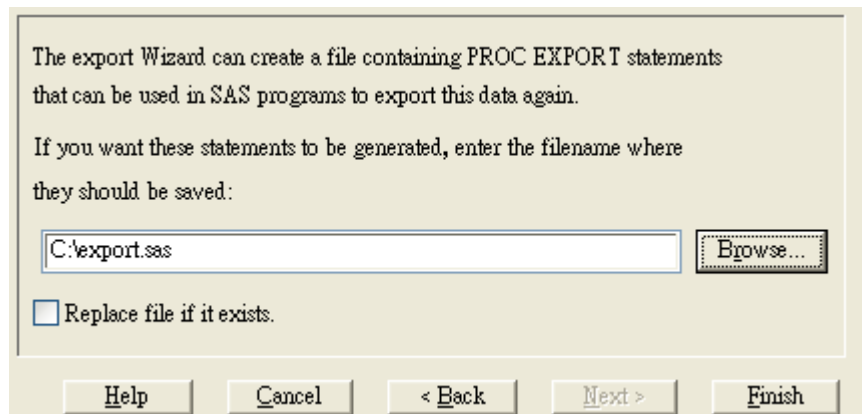 The export Wizard can create a file containing PROC EXPORT statements
that can be used in SAS programs to export this data again.
If you want these statements to be generated, enter the filename where
they should be saved:
C:\export.sas
Browse...
Replace file if it exists.
Help
Cancel
< Back
Next >
Finish